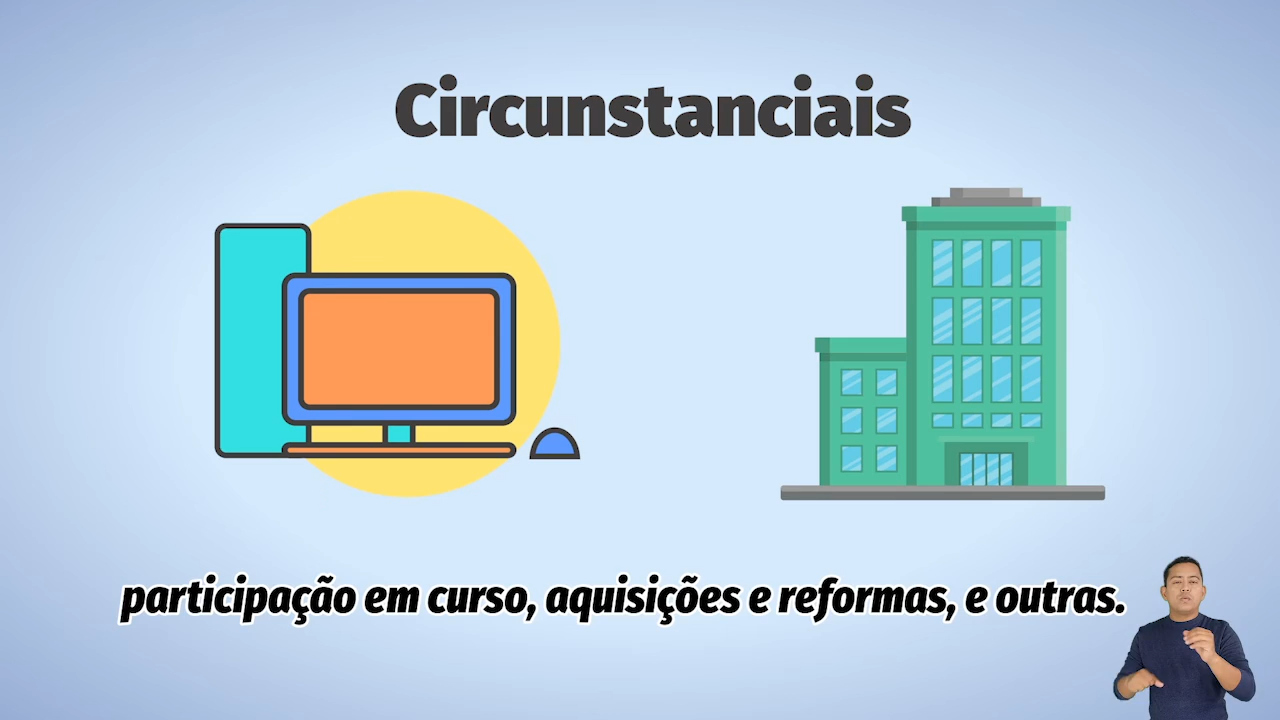 Circunstanciais
participação em curso, aquisições e reformas, e outras.